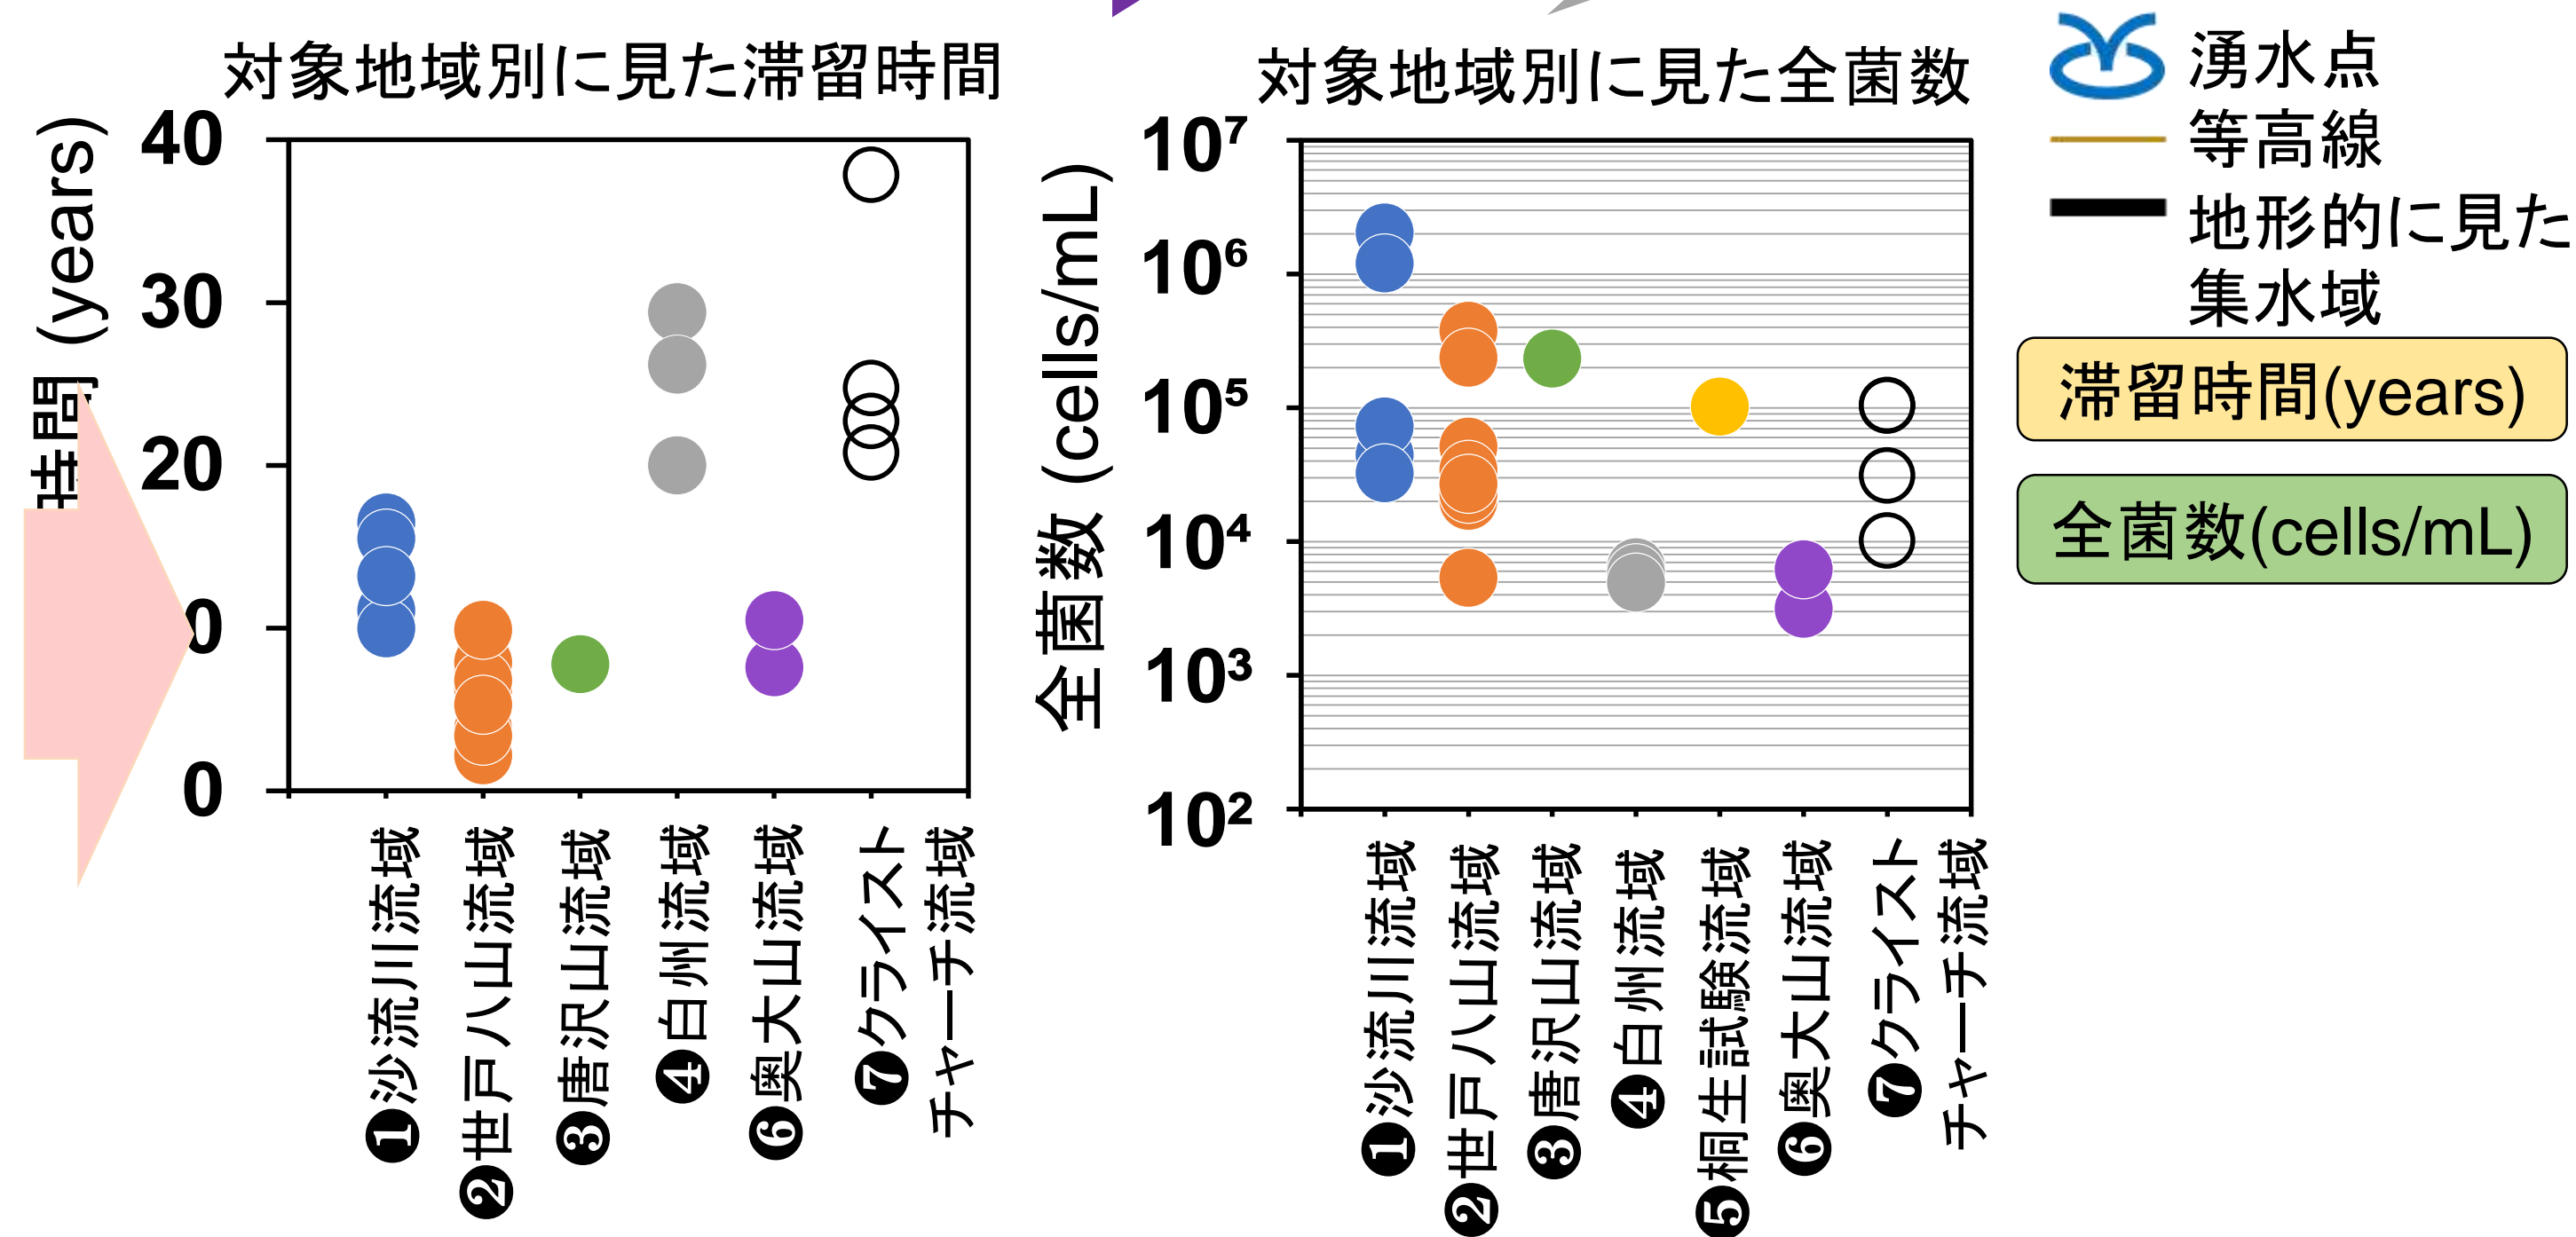 対象地域別に見た滞留時間
時間 (years)
40
30
20
0
0
❶沙流川流域
❷世戸八山流域
❸唐沢山流域
❹白州流域
❻奥大山流域
❼クライスト
チャーチ流域
対象地域別に見た全菌数
全菌数 (cells/mL)
10⁷
10⁶
10⁵
10⁴
10³
10²
❶沙流川流域
❷世戸八山流域
❸唐沢山流域
❹白州流域
❺桐生試験流域
❻奥大山流域
❼クライスト
チャーチ流域
湧水点
等高線
地形的に見た
集水域
滞留時間(years)
全菌数(cells/mL)